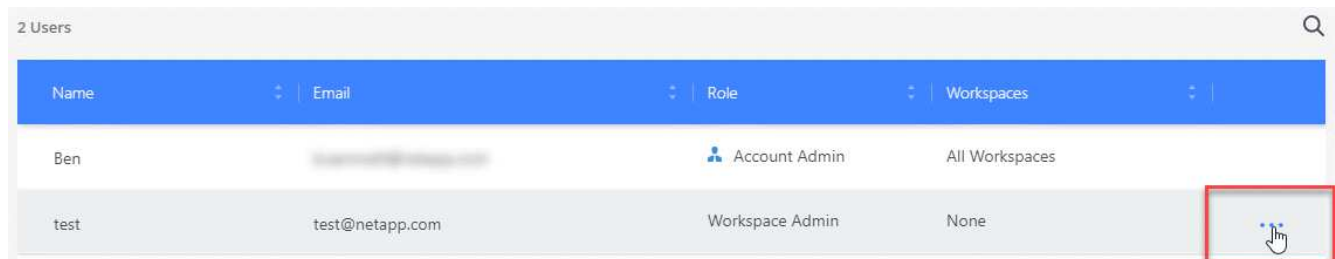 2 Users
Name Email Role Workspaces
Ben Account Admin All Workspaces
test test@netapp.com Workspace Admin None